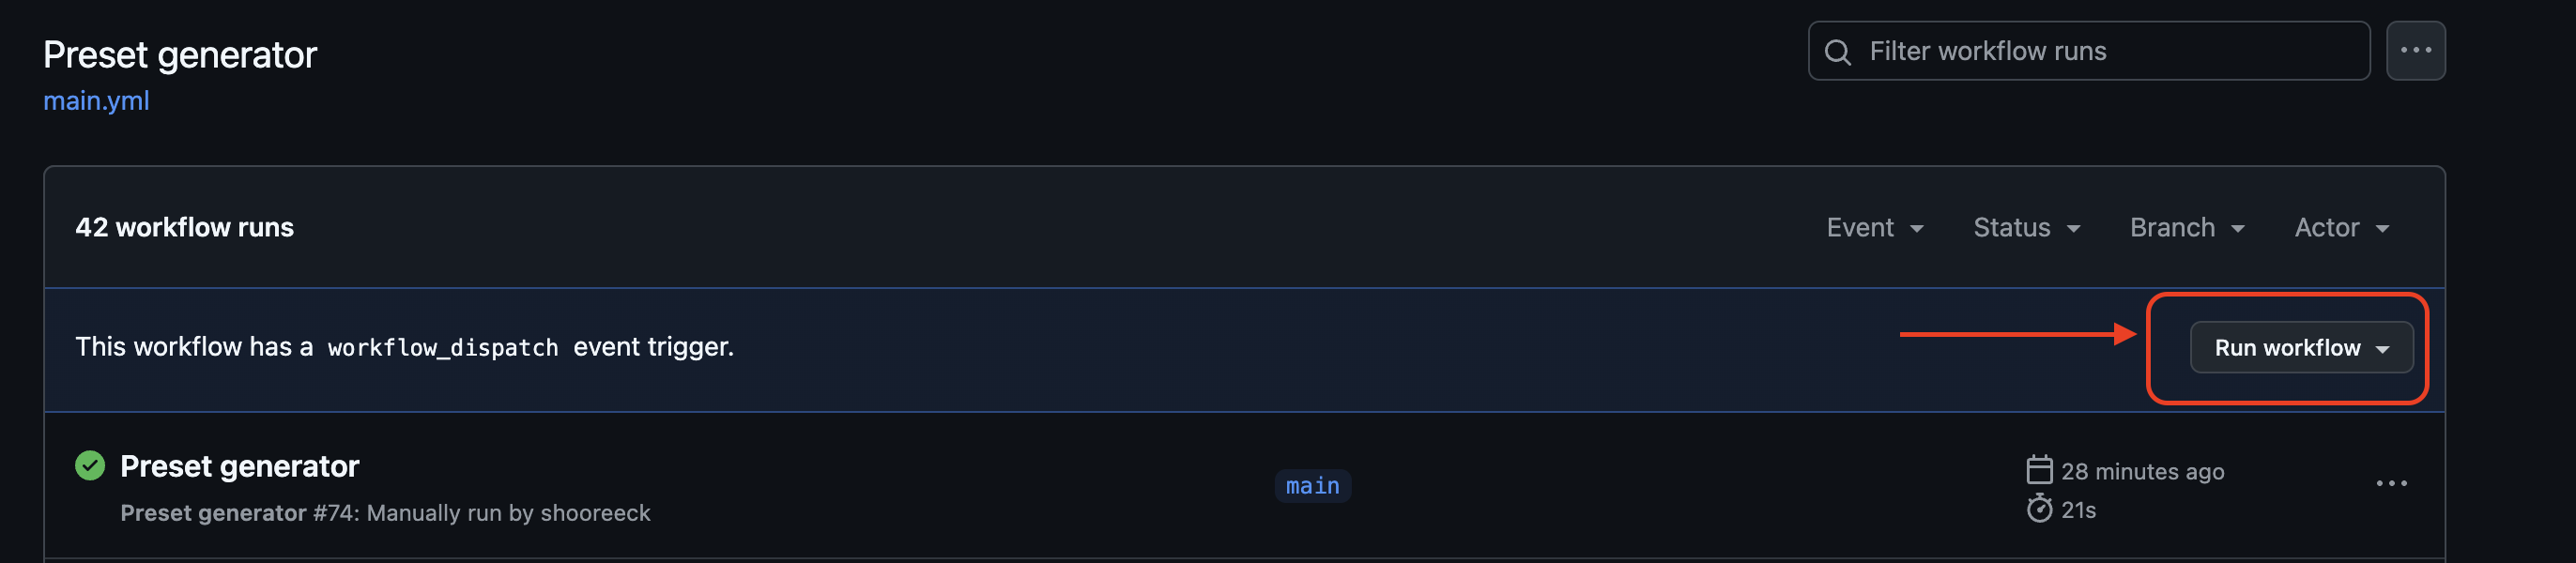 Preset generator
Filter workflow runs
main.yml
42 workflow runs
Event
Status
Branch
Actor
This workflow has a workflow_dispatch event trigger.
Run workflow
Preset generator
Preset generator #74: Manually run by shooreeck
main
28 minutes ago
21s